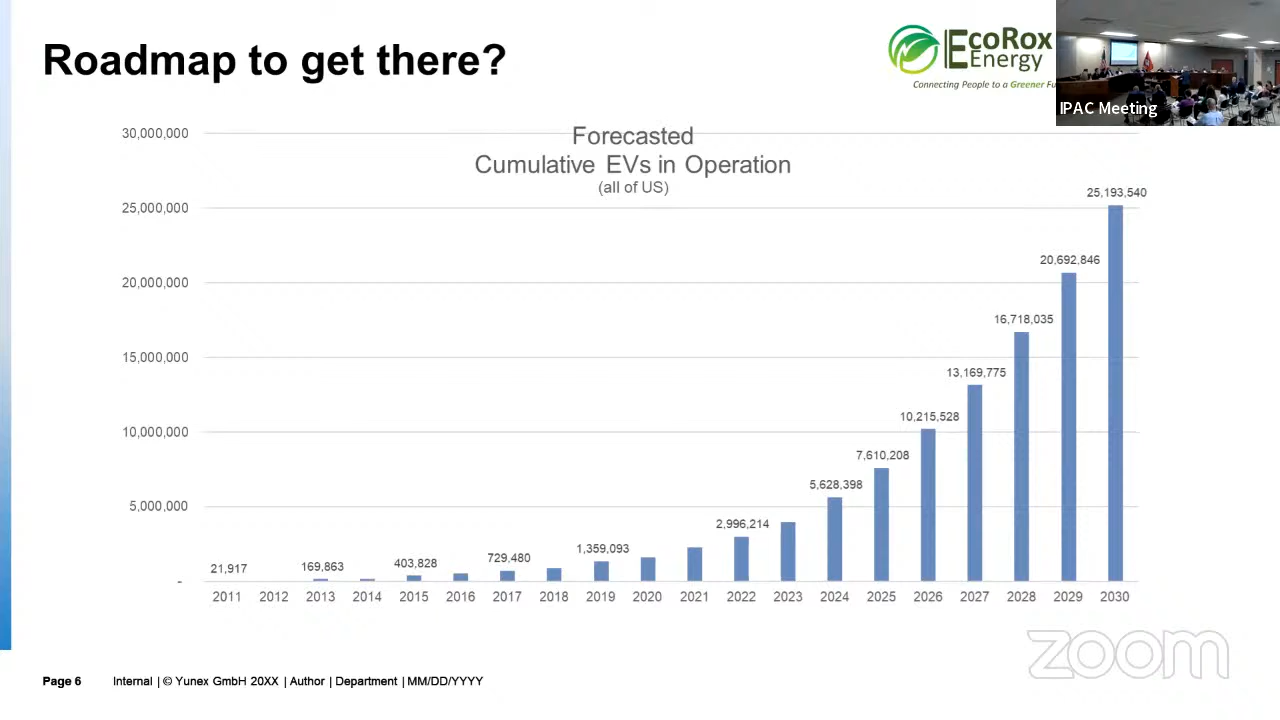 Roadmap to get there?
EcoRox
Energy
Connecting People to a Greener
IPAC Meeting
Forecasted
Cumulative EVs in Operation
(all of US)
30,000,000
25,000,000
20,000,000
15,000,000
10,000,000
5,000,000
-
21,917
169,863
403,828
729,480
1,359,093
2,996,214
5,628,398
7,610,208
10,215,528
13,169,775
16,718,035
20,692,846
25,193,540
2011 2012 2013 2014 2015 2016 2017 2018 2019 2020 2021 2022 2023 2024 2025 2026 2027 2028 2029 2030
zoom
Page 6 Internal | © Yunex GmbH 20XX | Author | Department | MM/DD/YYYY